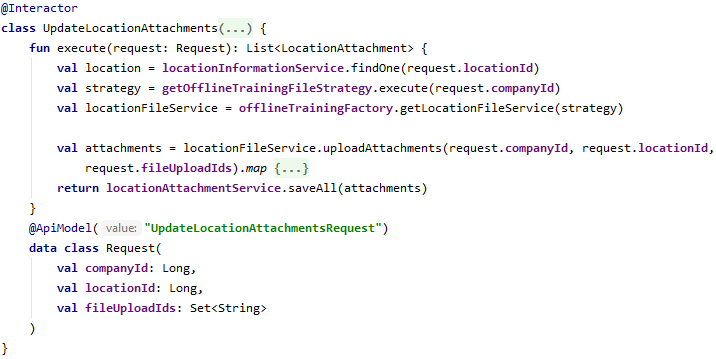 @Interactor
class UpdateLocationAttachments(...) {
    fun execute(request: Request): List<LocationAttachment> {
        val location = locationInformationService.findOne(request.locationId)
        val strategy = getOfflineTrainingFileStrategy.execute(request.companyId)
        val locationFileService = offlineTrainingFactory.getLocationFileService(strategy)

        val attachments = locationFileService.uploadAttachments(request.companyId, request.locationId,
            request.fileUploadIds).map {...}
        return locationAttachmentService.saveAll(attachments)
    }
    @ApiModel( value: "UpdateLocationAttachmentsRequest")
    data class Request(
        val companyId: Long,
        val locationId: Long,
        val fileUploadIds: Set<String>
    )
}